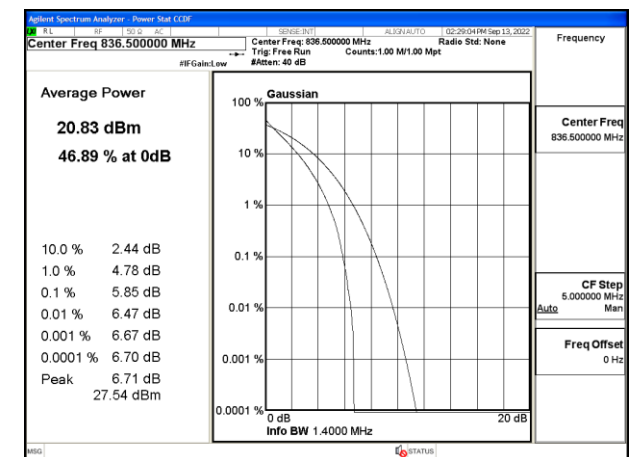 Agilent Spectrum Analyzer - Power Stat CCDF
RL RF 50 Ω AC SENSE:INT ALIGN AUTO 02:29:04 PM Sep 13, 2022
Center Freq 836.500000 MHz
Center Freq: 836.500000 MHz Radio Std: None
Trig: Free Run Counts:1.00 M/1.00 Mpt
#IFGain:Low #Atten: 40 dB
Frequency
Average Power
20.83 dBm
46.89 % at 0dB
10.0 % 2.44 dB
1.0 % 4.78 dB
0.1 % 5.85 dB
0.01 % 6.47 dB
0.001 % 6.67 dB
0.0001 % 6.70 dB
Peak 6.71 dB
27.54 dBm
Gaussian
100 %
10 %
1 %
0.1 %
0.01 %
0.001 %
0.0001 %
0 dB 20 dB
Info BW 1.4000 MHz
Center Freq
836.500000 MHz
CF Step
5.000000 MHz
Auto Man
Freq Offset
0 Hz
MSG STATUS